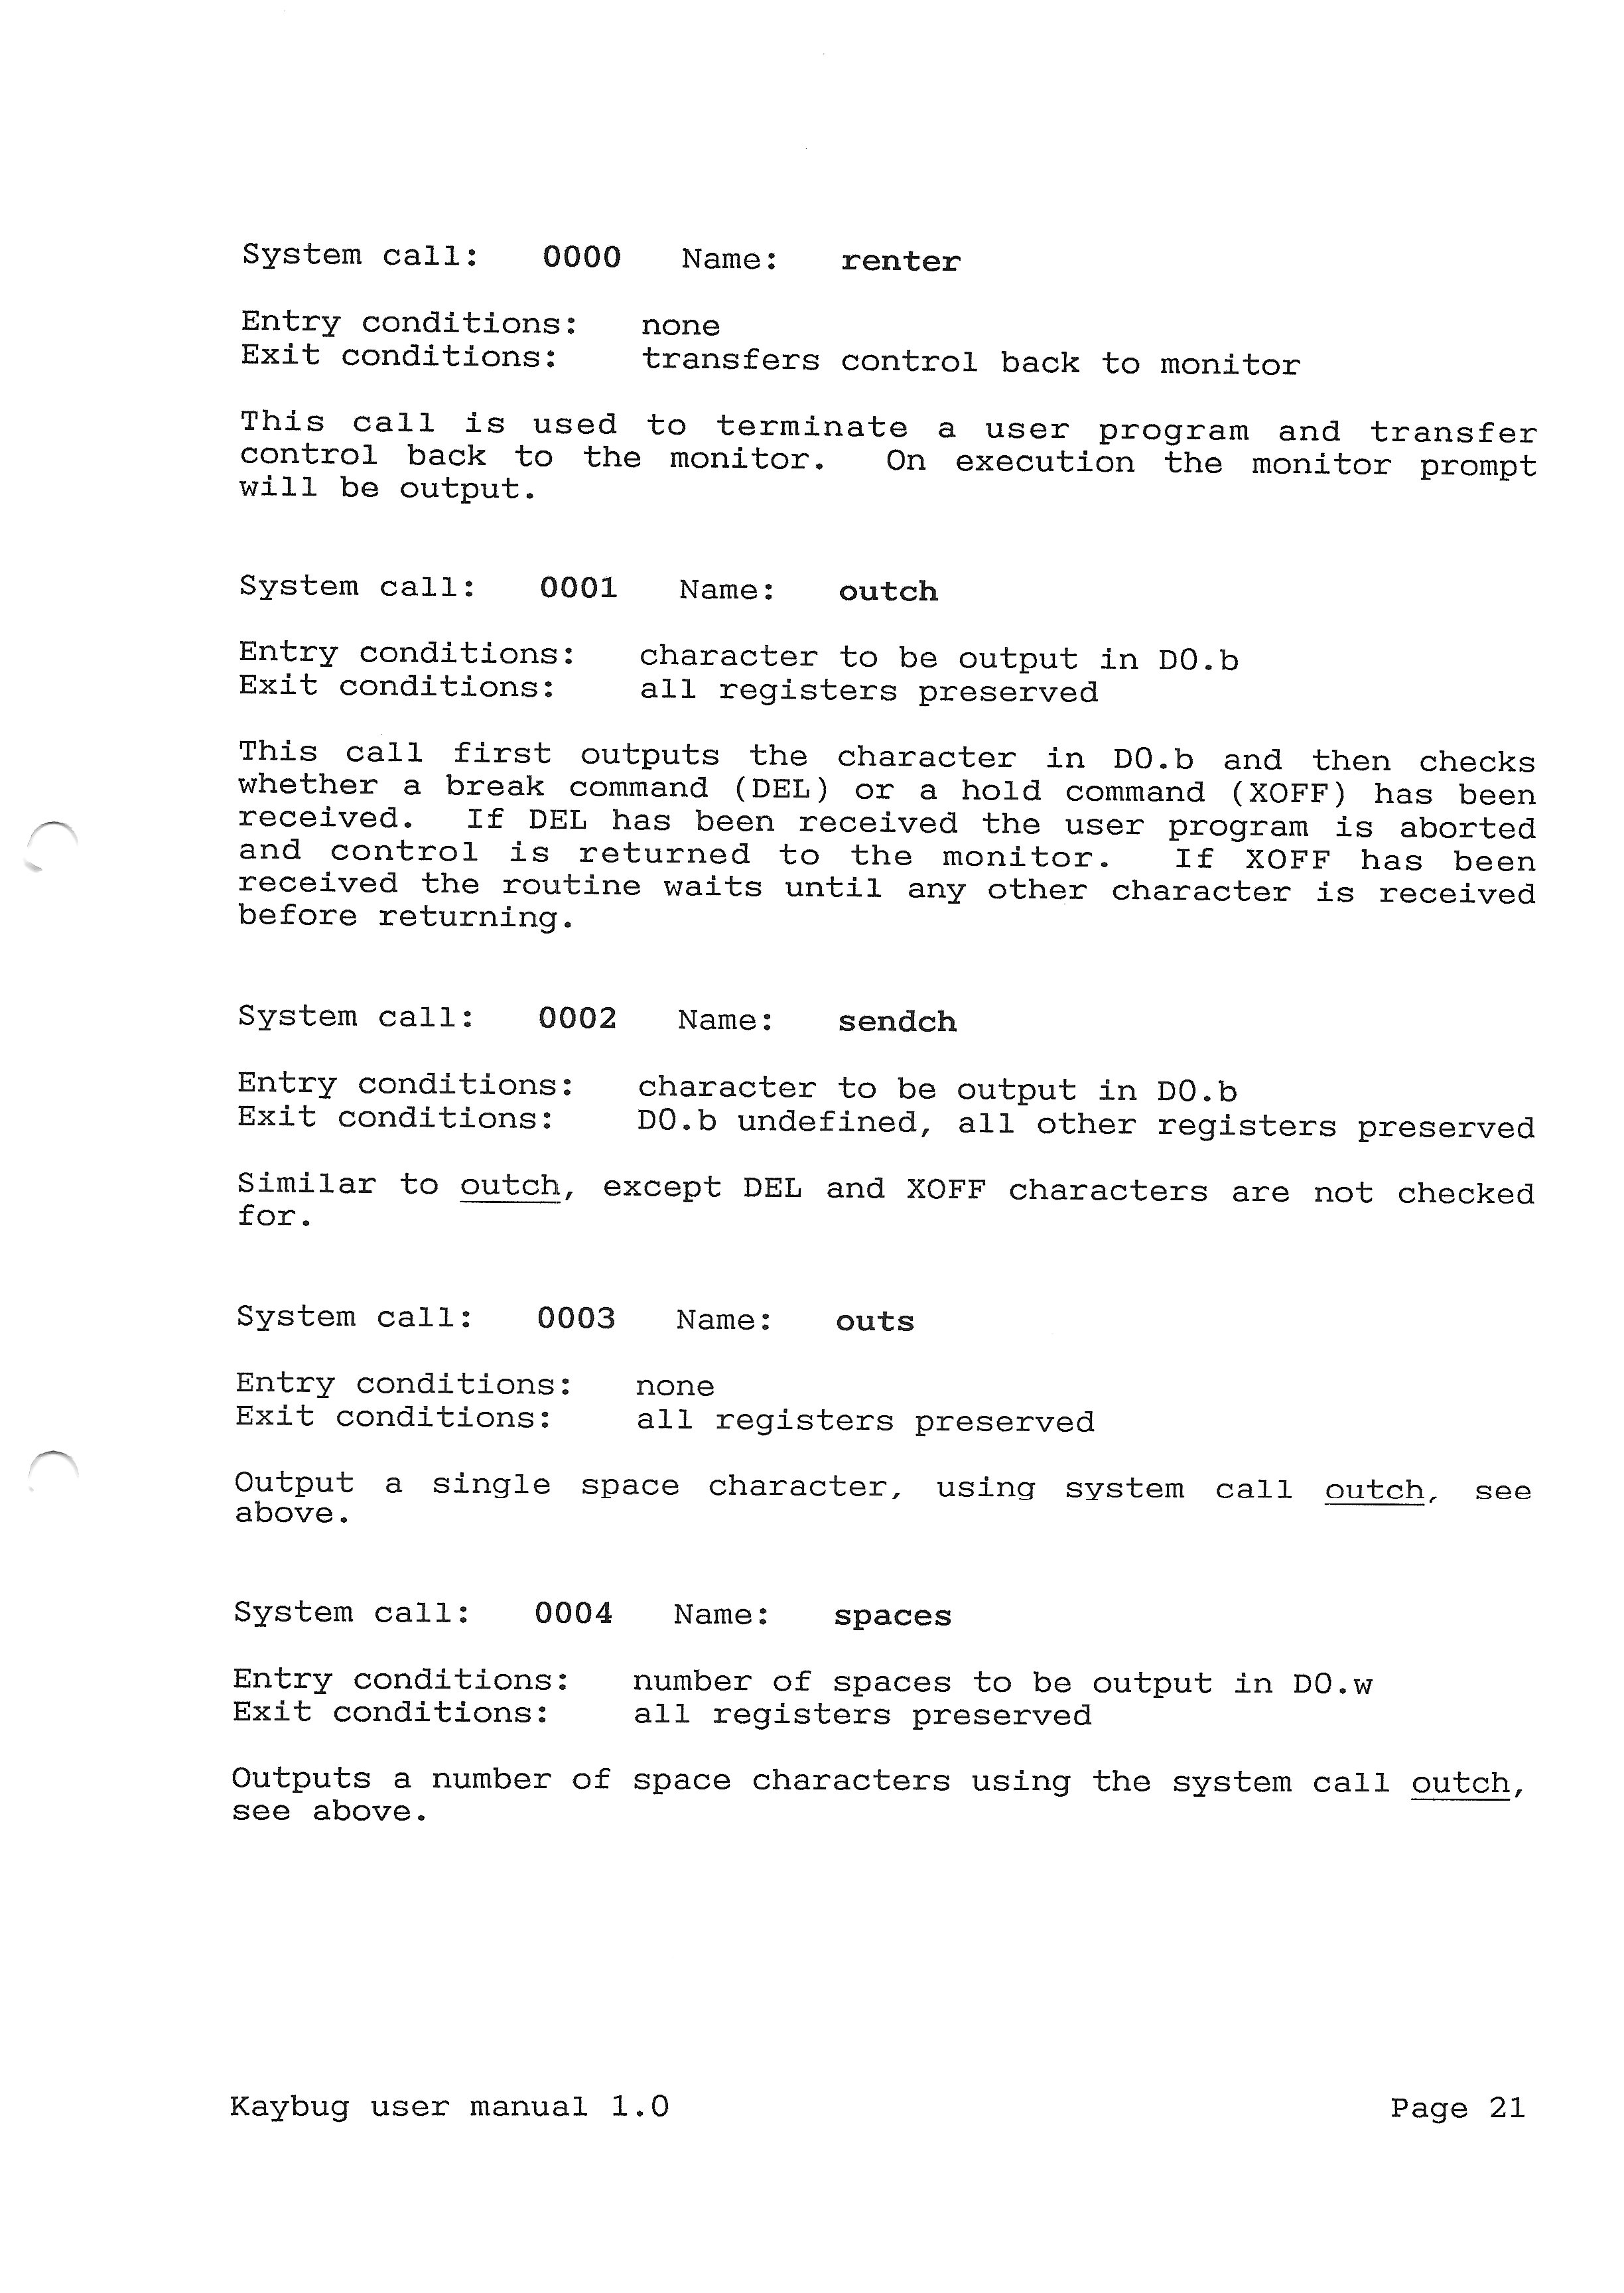 System call: 0000 Name: renter
Entry conditions: none
Exit conditions: transfers control back to monitor
This call is used to terminate a user program and transfer
control back to the monitor. On execution the monitor prompt
will be output.
System call: 0001 Name: outch
Entry conditions: character to be output in D0.b
Exit conditions: all registers preserved
This call first outputs the character in D0.b and then checks
whether a break command (DEL) or a hold command (XOFF) has been
received. If DEL has been received the user program is aborted
and control is returned to the monitor. If XOFF has been
received the routine waits until any other character is received
before returning.
System call: 0002 Name: sendch
Entry conditions: character to be output in D0.b
Exit conditions: D0.b undefined, all other registers preserved
Similar to outch, except DEL and XOFF characters are not checked
for.
System call: 0003 Name: outs
Entry conditions: none
Exit conditions: all registers preserved
Output a single space character, using system call outch, see
above.
System call: 0004 Name: spaces
Entry conditions: number of spaces to be output in D0.w
Exit conditions: all registers preserved
Outputs a number of space characters using the system call outch,
see above.
Kaybug user manual 1.0 Page 21